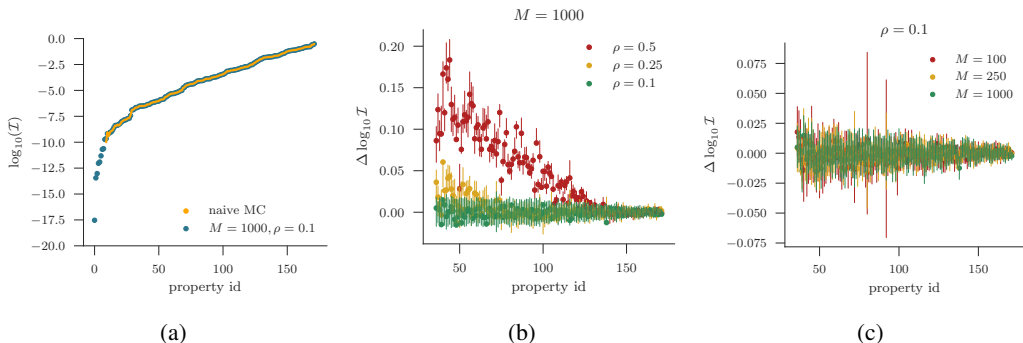 0.0
−2.5
−5.0
−7.5
−10.0
−12.5
−15.0
−17.5
−20.0
log₁₀(ℐ)
naive MC
M = 1000, ρ = 0.1
0
50
100
150
property id
(a)
M = 1000
0.20
0.15
0.10
0.05
0.00
Δ log₁₀ ℐ
ρ = 0.5
ρ = 0.25
ρ = 0.1
50
100
150
property id
(b)
ρ = 0.1
0.075
0.050
0.025
0.000
−0.025
−0.050
−0.075
Δ log₁₀ ℐ
M = 100
M = 250
M = 1000
50
100
150
property id
(c)